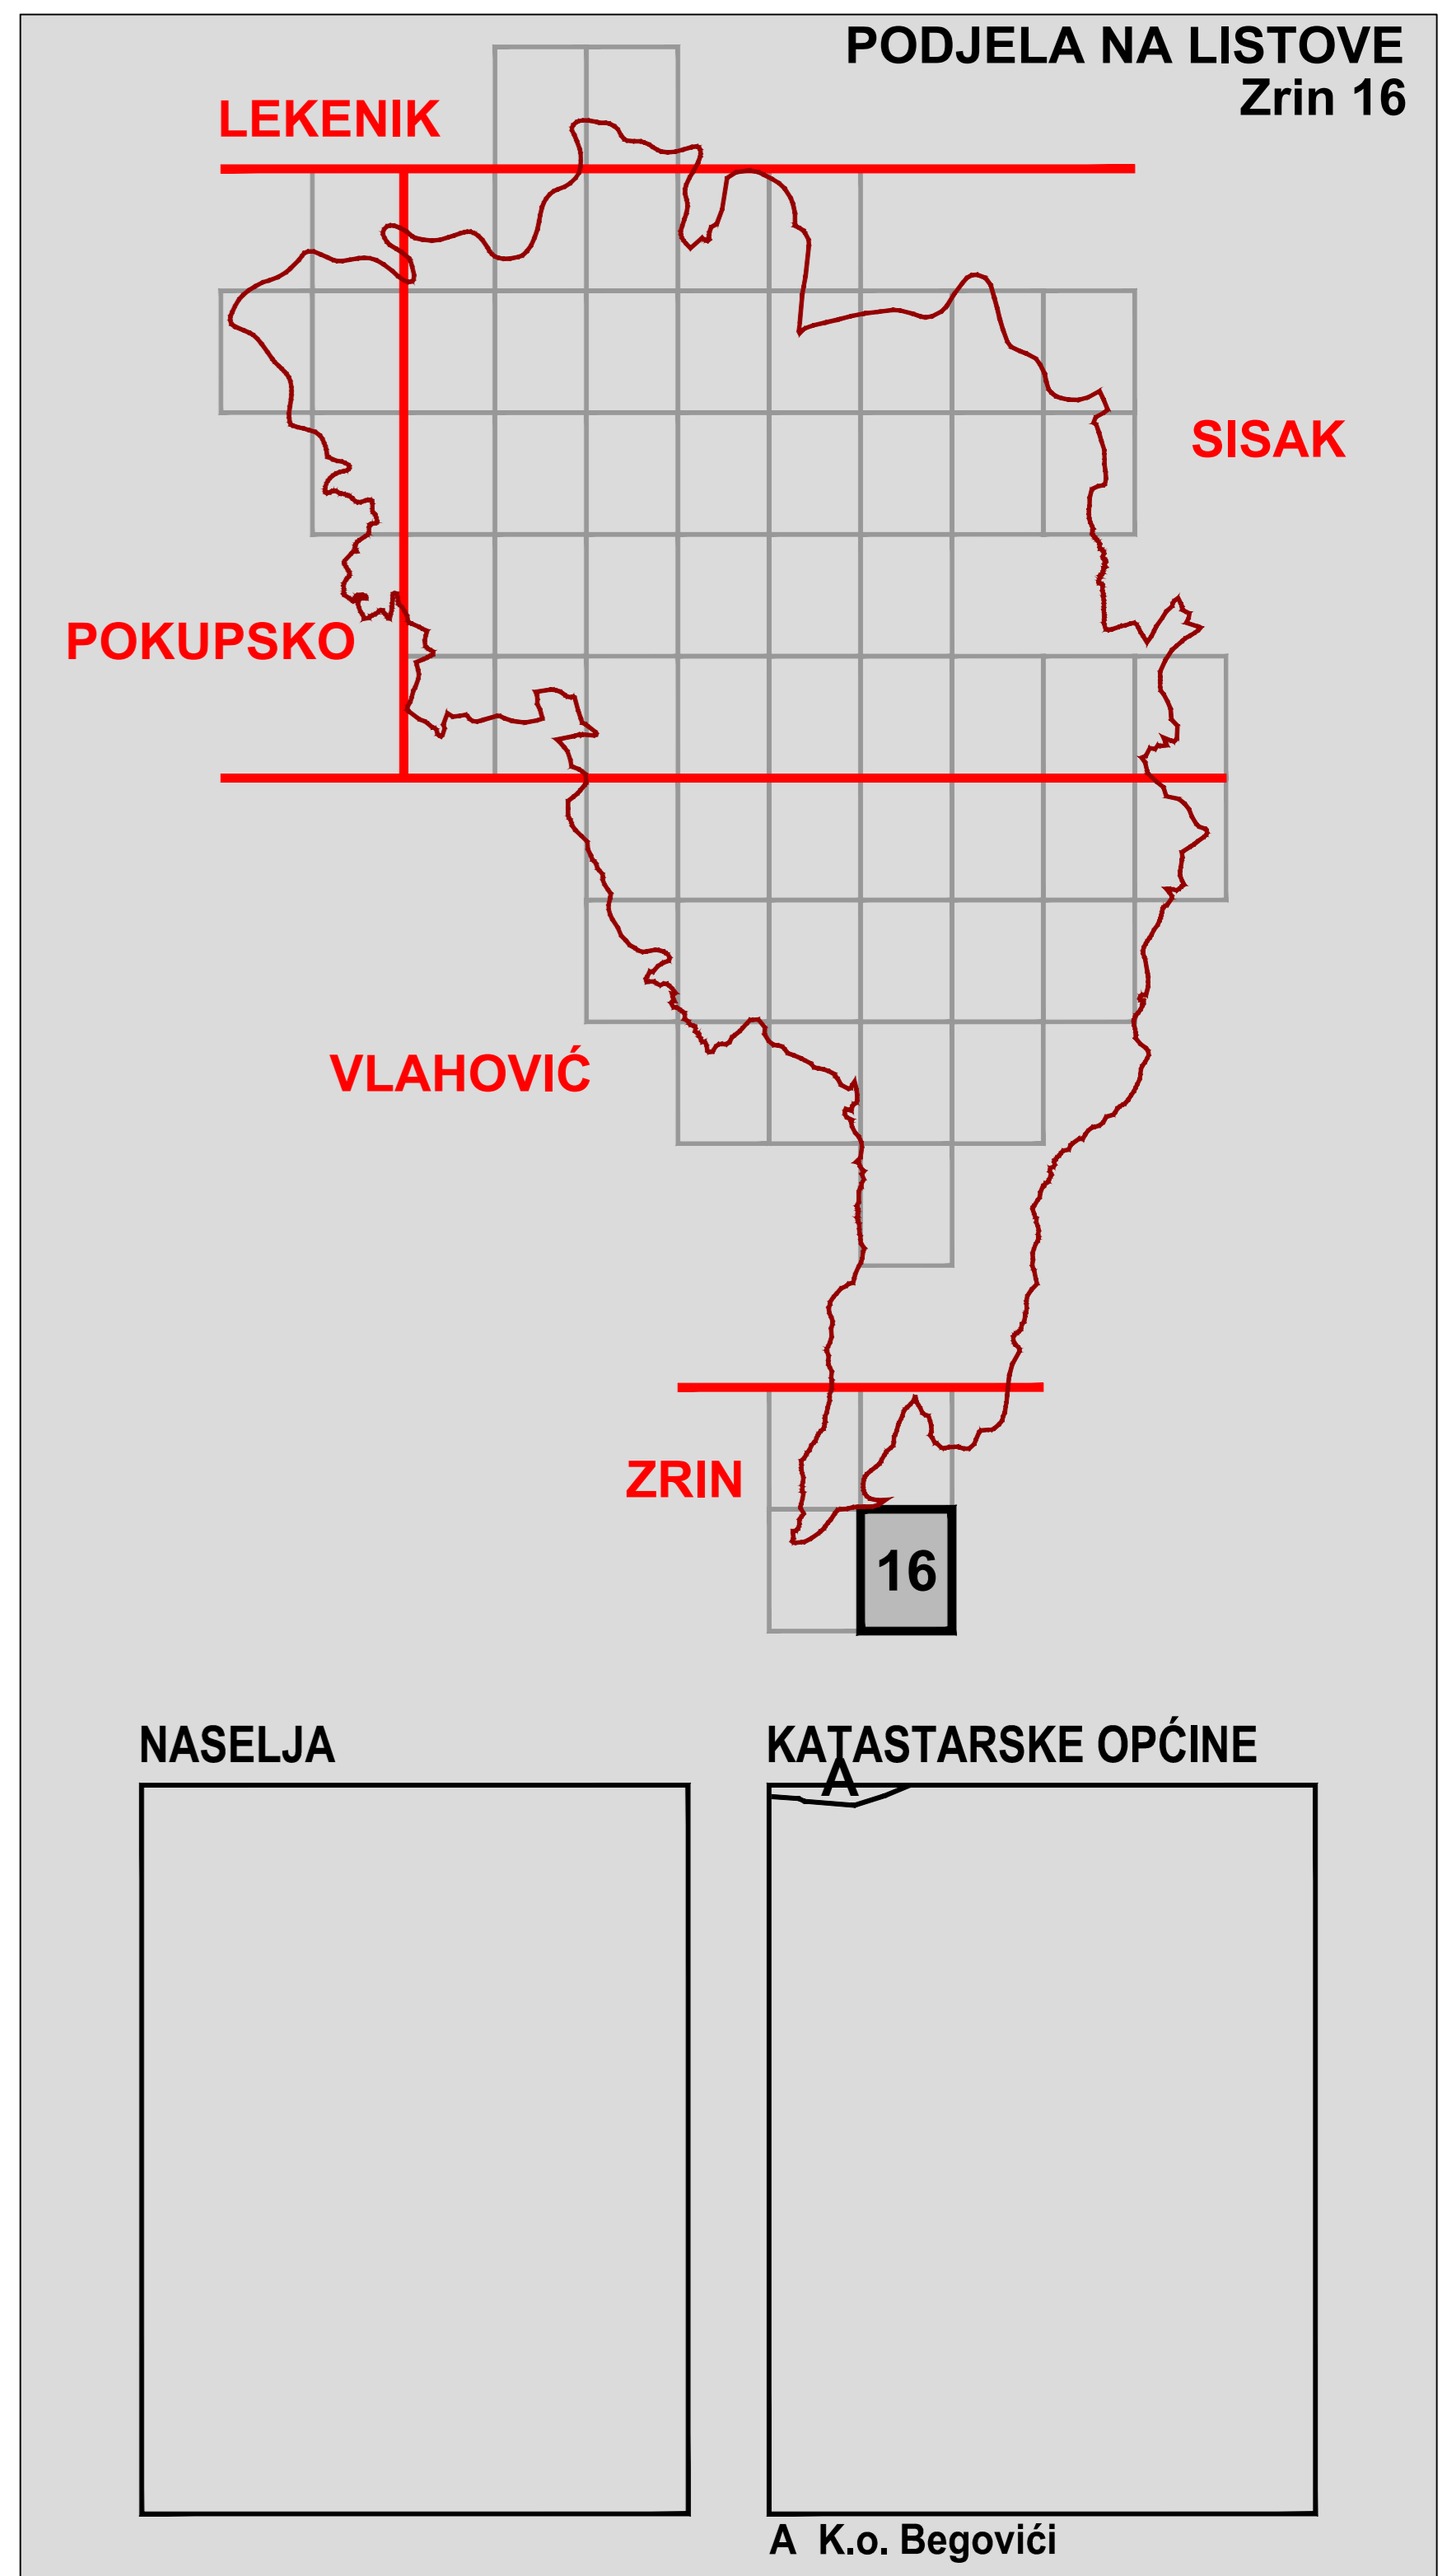 PODJELA NA LISTOVE
Zrin 16
LEKENIK
SISAK
POKUPSKO
VLAHOVIĆ
ZRIN
16
NASELJA
KATASTARSKE OPĆINE
A
A K.o. Begovići